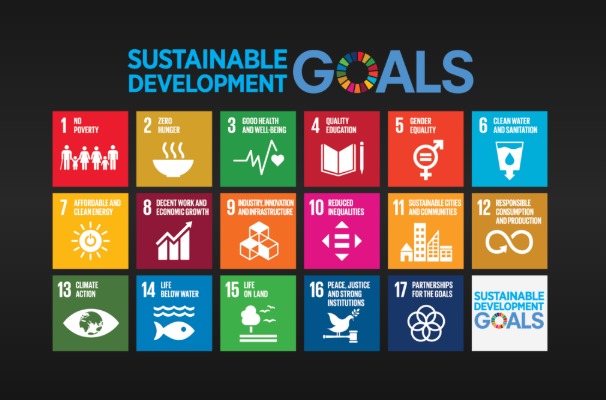 SUSTAINABLE
DEVELOPMENT
GOALS
1 NO
POVERTY
2 ZERO
HUNGER
3 GOOD HEALTH
AND WELL-BEING
4 QUALITY
EDUCATION
5 GENDER
EQUALITY
6 CLEAN WATER
AND SANITATION
7 AFFORDABLE AND
CLEAN ENERGY
8 DECENT WORK AND
ECONOMIC GROWTH
9 INDUSTRY, INNOVATION
AND INFRASTRUCTURE
10 REDUCED
INEQUALITIES
11 SUSTAINABLE CITIES
AND COMMUNITIES
12 RESPONSIBLE
CONSUMPTION
AND PRODUCTION
13 CLIMATE
ACTION
14 LIFE
BELOW WATER
15 LIFE
ON LAND
16 PEACE, JUSTICE
AND STRONG
INSTITUTIONS
17 PARTNERSHIPS
FOR THE GOALS
SUSTAINABLE
DEVELOPMENT
GOALS